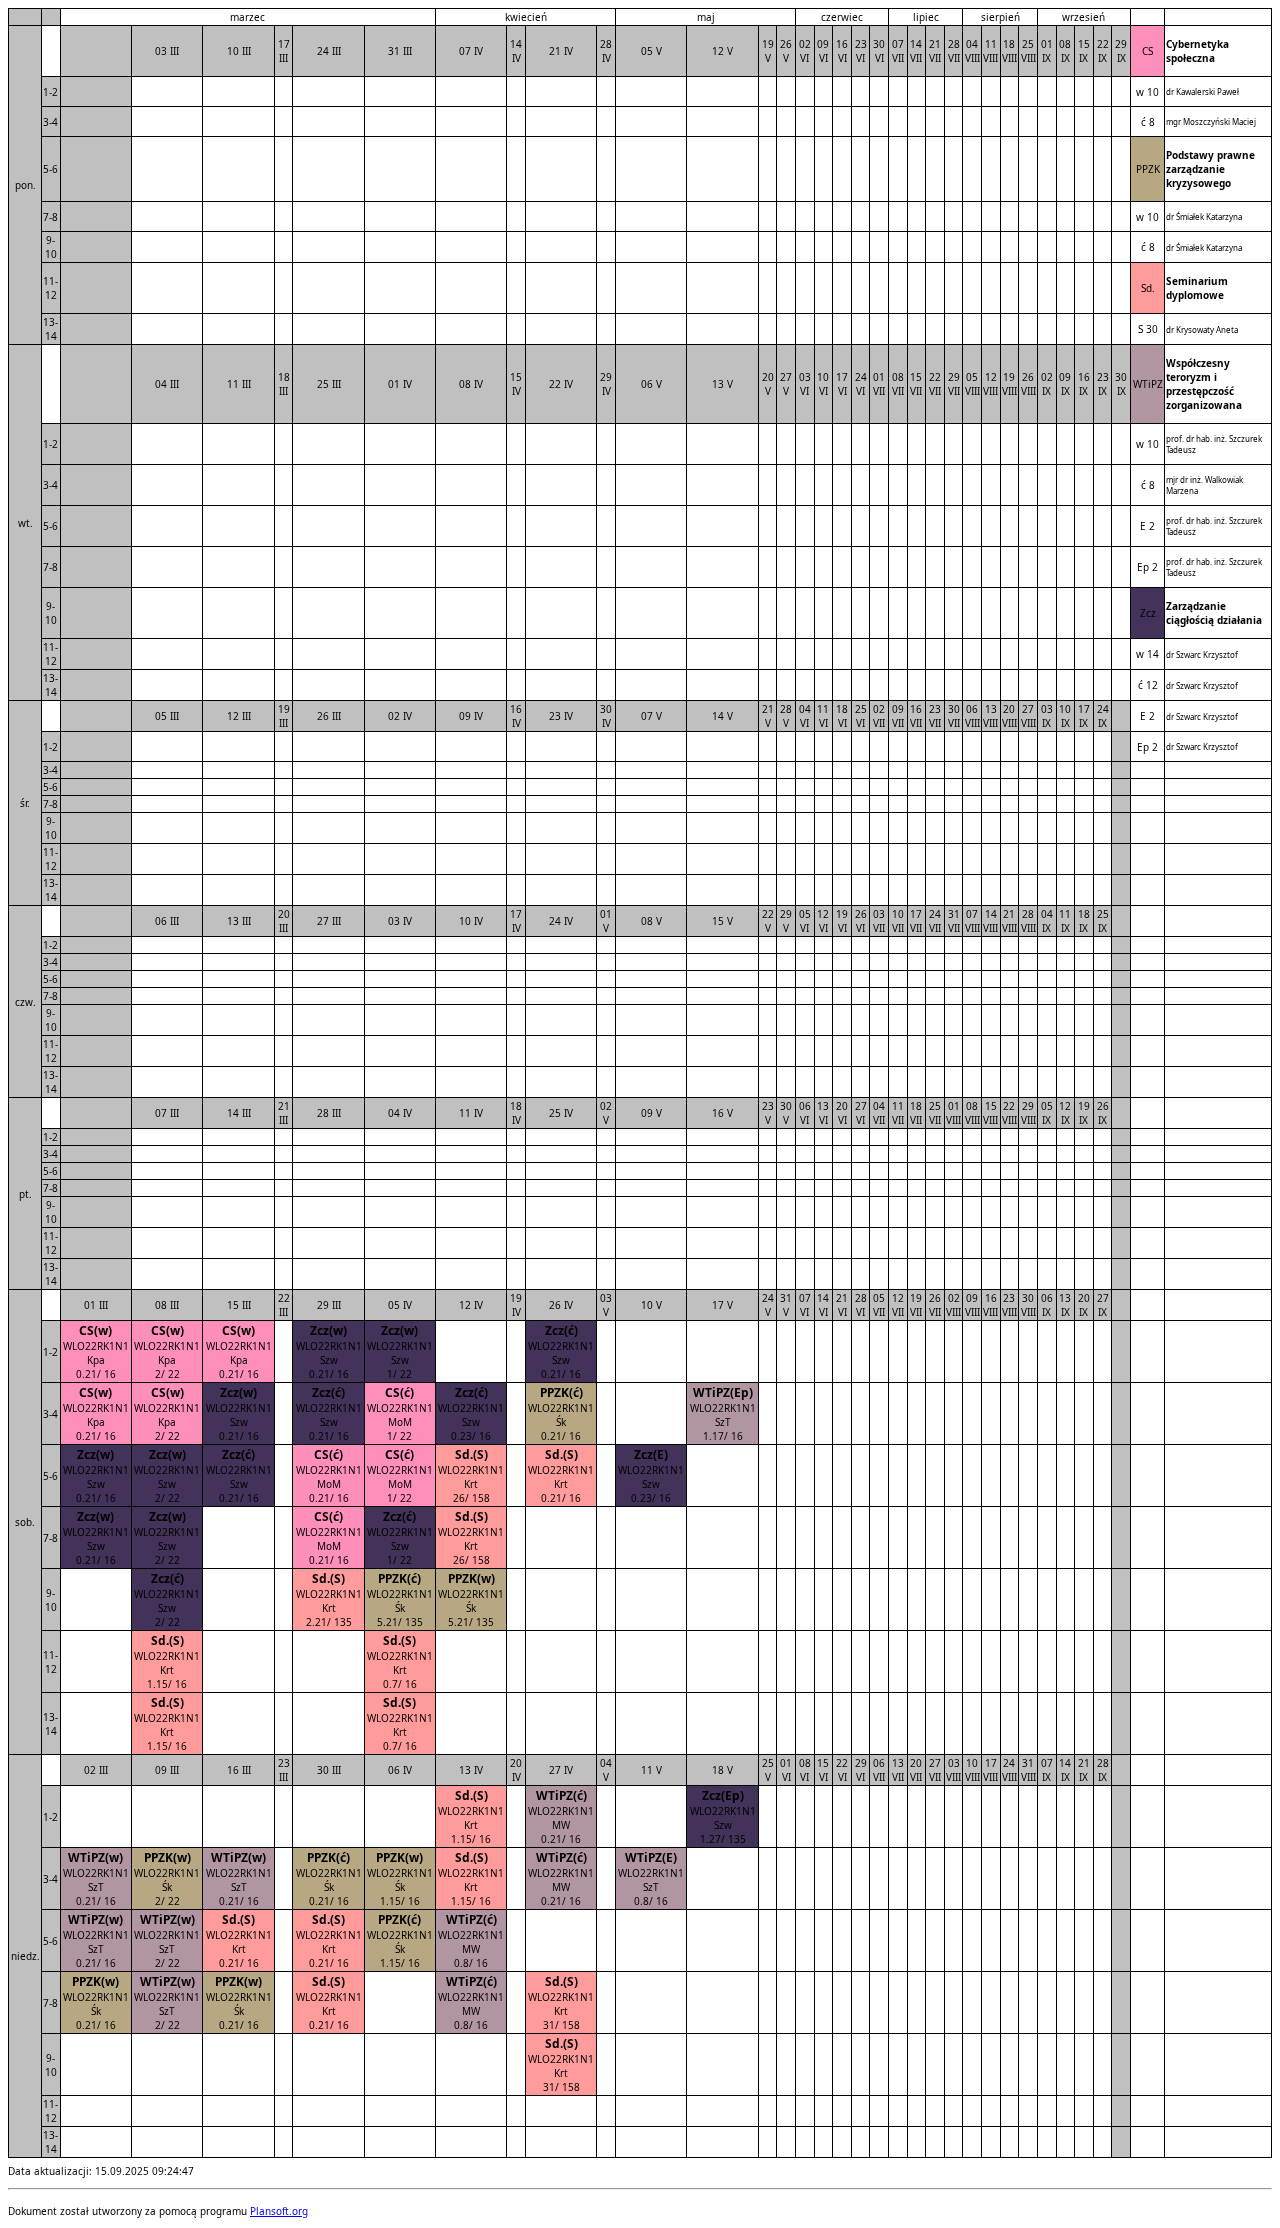 marzec kwiecień maj czerwiec lipiec sierpień wrzesień
pon. 03 III 10 III 17 III 24 III 31 III 07 IV 14 IV 21 IV 28 IV 05 V 12 V 19 V 26 V 02 VI 09 VI 16 VI 23 VI 30 VI 07 VII 14 VII 21 VII 28 VII 04 VIII 11 VIII 18 VIII 25 VIII 01 IX 08 IX 15 IX 22 IX 29 IX CS Cybernetyka społeczna
1-2 w 10 dr Kawalerski Paweł
3-4 ć 8 mgr Moszczyński Maciej
5-6 PPZK Podstawy prawne zarządzanie kryzysowego
7-8 w 10 dr Śmiałek Katarzyna
9-10 ć 8 dr Śmiałek Katarzyna
11-12 Sd. Seminarium dyplomowe
13-14 S 30 dr Krysowaty Aneta
wt. 04 III 11 III 18 III 25 III 01 IV 08 IV 15 IV 22 IV 29 IV 06 V 13 V 20 V 27 V 03 VI 10 VI 17 VI 24 VI 01 VII 08 VII 15 VII 22 VII 29 VII 05 VIII 12 VIII 19 VIII 26 VIII 02 IX 09 IX 16 IX 23 IX 30 IX WTiPZ Współczesny teroryzm i przestępczość zorganizowana
1-2 w 10 prof. dr hab. inż. Szczurek Tadeusz
3-4 ć 8 mjr dr inż. Walkowiak Marzena
5-6 E 2 prof. dr hab. inż. Szczurek Tadeusz
7-8 Ep 2 prof. dr hab. inż. Szczurek Tadeusz
9-10 Zcz Zarządzanie ciągłością działania
11-12 w 14 dr Szwarc Krzysztof
13-14 ć 12 dr Szwarc Krzysztof
śr. 05 III 12 III 19 III 26 III 02 IV 09 IV 16 IV 23 IV 30 IV 07 V 14 V 21 V 28 V 04 VI 11 VI 18 VI 25 VI 02 VII 09 VII 16 VII 23 VII 30 VII 06 VIII 13 VIII 20 VIII 27 VIII 03 IX 10 IX 17 IX 24 IX E 2 dr Szwarc Krzysztof
1-2 Ep 2 dr Szwarc Krzysztof
3-4
5-6
7-8
9-10
11-12
13-14
czw. 06 III 13 III 20 III 27 III 03 IV 10 IV 17 IV 24 IV 01 V 08 V 15 V 22 V 29 V 05 VI 12 VI 19 VI 26 VI 03 VII 10 VII 17 VII 24 VII 31 VII 07 VIII 14 VIII 21 VIII 28 VIII 04 IX 11 IX 18 IX 25 IX
1-2
3-4
5-6
7-8
9-10
11-12
13-14
pt. 07 III 14 III 21 III 28 III 04 IV 11 IV 18 IV 25 IV 02 V 09 V 16 V 23 V 30 V 06 VI 13 VI 20 VI 27 VI 04 VII 11 VII 18 VII 25 VII 01 VIII 08 VIII 15 VIII 22 VIII 29 VIII 05 IX 12 IX 19 IX 26 IX
1-2
3-4
5-6
7-8
9-10
11-12
13-14
sob. 01 III 08 III 15 III 22 III 29 III 05 IV 12 IV 19 IV 26 IV 03 V 10 V 17 V 24 V 31 V 07 VI 14 VI 21 VI 28 VI 05 VII 12 VII 19 VII 26 VII 02 VIII 09 VIII 16 VIII 23 VIII 30 VIII 06 IX 13 IX 20 IX 27 IX
1-2 CS(w) CS(w) CS(w) Zcz(w) Zcz(w) Zcz(ć)
WLO22RK1N1 WLO22RK1N1 WLO22RK1N1 WLO22RK1N1 WLO22RK1N1 WLO22RK1N1
Kpa Kpa Kpa Szw Szw Szw
0.21/ 16 2/ 22 0.21/ 16 0.21/ 16 1/ 22 0.21/ 16
3-4 CS(w) CS(w) Zcz(w) Zcz(ć) CS(ć) Zcz(ć) PPZK(ć) WTiPZ(Ep)
WLO22RK1N1 WLO22RK1N1 WLO22RK1N1 WLO22RK1N1 WLO22RK1N1 WLO22RK1N1 WLO22RK1N1 WLO22RK1N1
Kpa Kpa Szw Szw MoM Szw Śk SzT
0.21/ 16 2/ 22 0.21/ 16 0.21/ 16 1/ 22 0.23/ 16 0.21/ 16 1.17/ 16
5-6 Zcz(w) Zcz(w) Zcz(ć) CS(ć) CS(ć) Sd.(S) Sd.(S) Zcz(E)
WLO22RK1N1 WLO22RK1N1 WLO22RK1N1 WLO22RK1N1 WLO22RK1N1 WLO22RK1N1 WLO22RK1N1 WLO22RK1N1
Szw Szw Szw MoM MoM Krt Krt Szw
0.21/ 16 2/ 22 0.21/ 16 0.21/ 16 1/ 22 26/ 158 0.21/ 16 0.23/ 16
7-8 Zcz(w) Zcz(w) CS(ć) Zcz(ć) Sd.(S)
WLO22RK1N1 WLO22RK1N1 WLO22RK1N1 WLO22RK1N1 WLO22RK1N1
Szw Szw MoM Szw Krt
0.21/ 16 2/ 22 0.21/ 16 1/ 22 26/ 158
9-10 Zcz(ć) Sd.(S) PPZK(ć) PPZK(w)
WLO22RK1N1 WLO22RK1N1 WLO22RK1N1 WLO22RK1N1
Szw Krt Śk Śk
2/ 22 2.21/ 135 5.21/ 135 5.21/ 135
11-12 Sd.(S) Sd.(S)
WLO22RK1N1 WLO22RK1N1
Krt Krt
1.15/ 16 0.7/ 16
13-14 Sd.(S) Sd.(S)
WLO22RK1N1 WLO22RK1N1
Krt Krt
1.15/ 16 0.7/ 16
niedz. 02 III 09 III 16 III 23 III 30 III 06 IV 13 IV 20 IV 27 IV 04 V 11 V 18 V 25 V 01 VI 08 VI 15 VI 22 VI 29 VI 06 VII 13 VII 20 VII 27 VII 03 VIII 10 VIII 17 VIII 24 VIII 31 VIII 07 IX 14 IX 21 IX 28 IX
1-2 Sd.(S) WTiPZ(ć) Zcz(Ep)
WLO22RK1N1 WLO22RK1N1 WLO22RK1N1
Krt MW Szw
1.15/ 16 0.21/ 16 1.27/ 135
3-4 WTiPZ(w) PPZK(w) WTiPZ(w) PPZK(ć) PPZK(w) Sd.(S) WTiPZ(ć) WTiPZ(E)
WLO22RK1N1 WLO22RK1N1 WLO22RK1N1 WLO22RK1N1 WLO22RK1N1 WLO22RK1N1 WLO22RK1N1 WLO22RK1N1
SzT Śk SzT Śk Śk Krt MW SzT
0.21/ 16 2/ 22 0.21/ 16 0.21/ 16 1.15/ 16 1.15/ 16 0.21/ 16 0.8/ 16
5-6 WTiPZ(w) WTiPZ(w) Sd.(S) Sd.(S) PPZK(ć) WTiPZ(ć)
WLO22RK1N1 WLO22RK1N1 WLO22RK1N1 WLO22RK1N1 WLO22RK1N1 WLO22RK1N1
SzT SzT Krt Krt Śk MW
0.21/ 16 2/ 22 0.21/ 16 0.21/ 16 1.15/ 16 0.8/ 16
7-8 PPZK(w) WTiPZ(w) PPZK(w) Sd.(S) WTiPZ(ć) Sd.(S)
WLO22RK1N1 WLO22RK1N1 WLO22RK1N1 WLO22RK1N1 WLO22RK1N1 WLO22RK1N1
Śk SzT Śk Krt MW Krt
0.21/ 16 2/ 22 0.21/ 16 0.21/ 16 0.8/ 16 31/ 158
9-10 Sd.(S)
WLO22RK1N1
Krt
31/ 158
11-12
13-14
Data aktualizacji: 15.09.2025 09:24:47
Dokument został utworzony za pomocą programu Plansoft.org